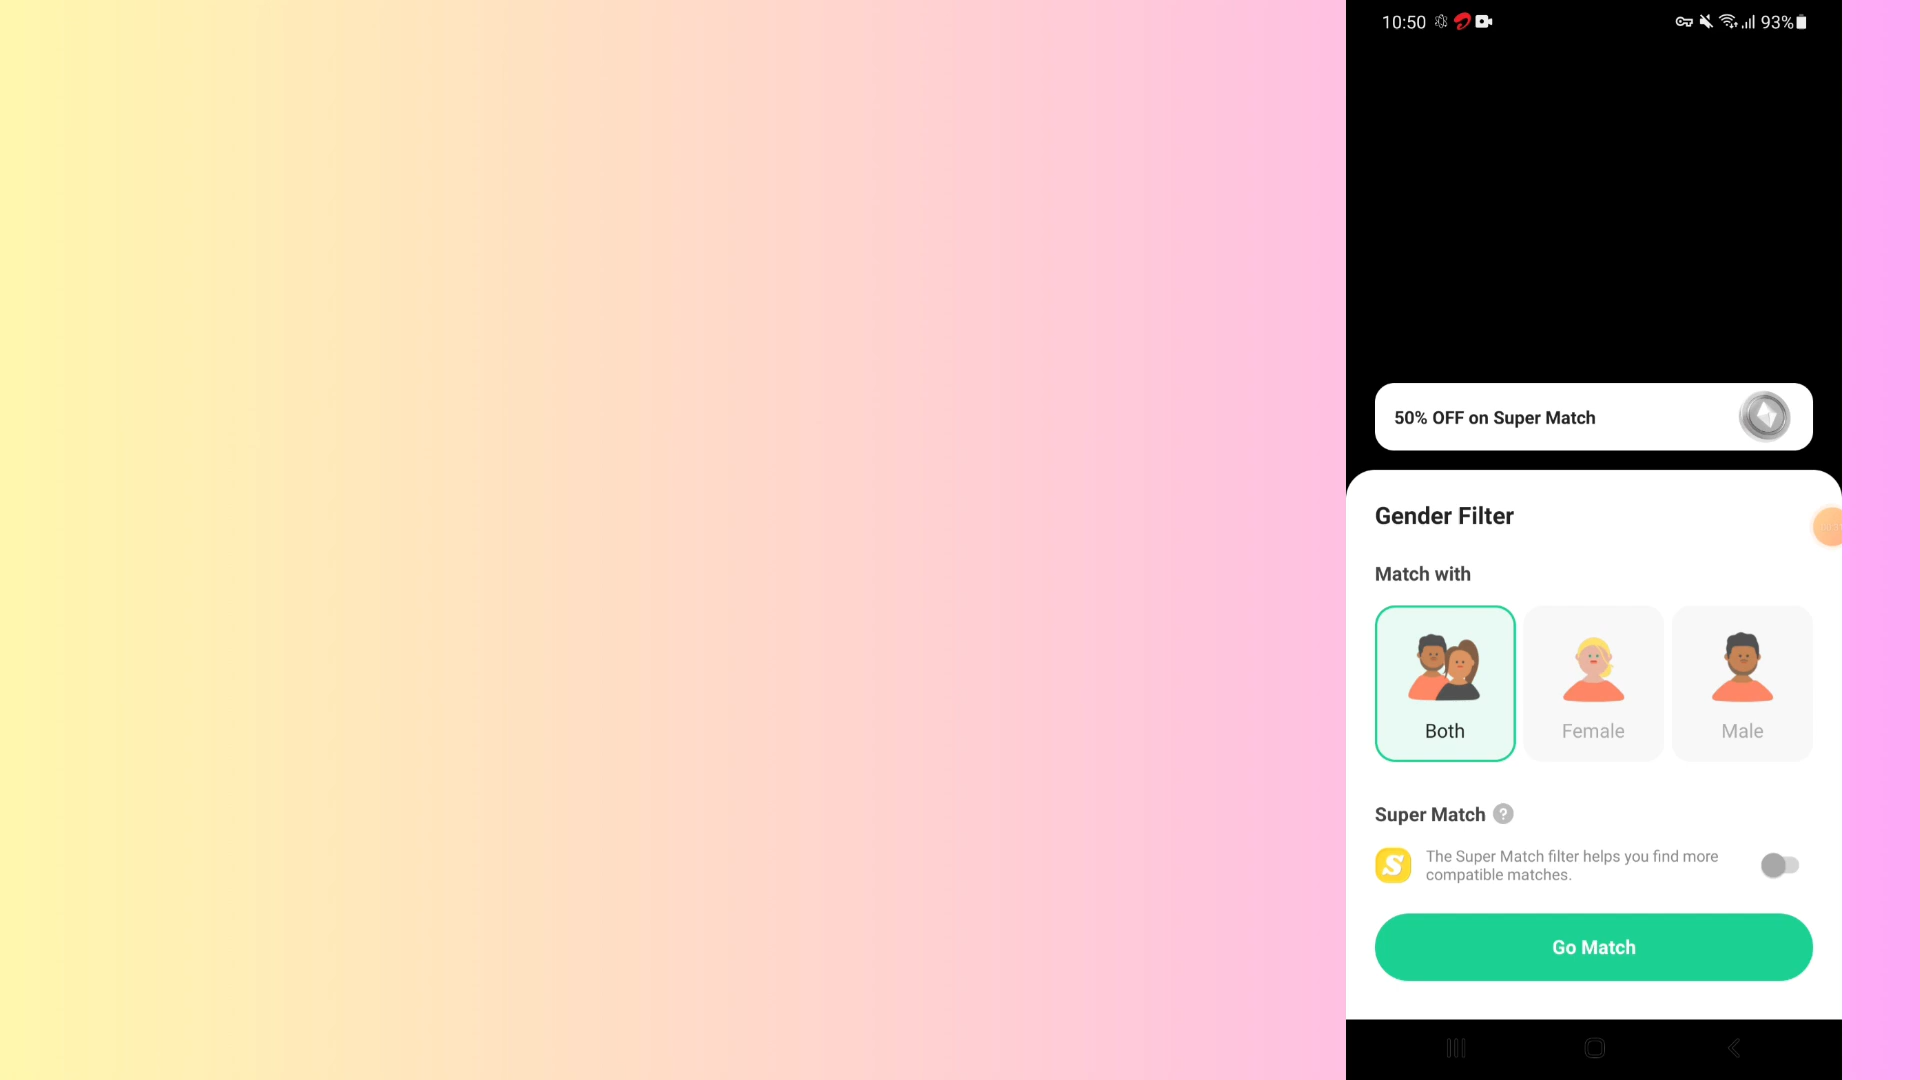 10:50
93%
50% OFF on Super Match
Gender Filter
Match with
Both
Female
Male
Super Match ?
S
The Super Match filter helps you find more
compatible matches.
Go Match